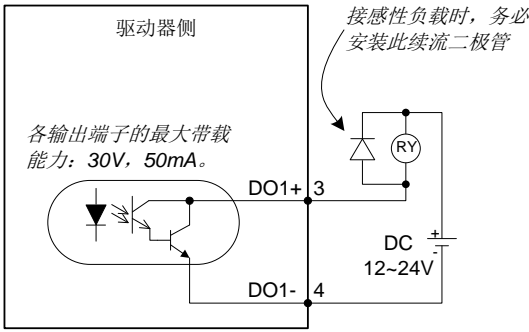 驱动器侧
接感性负载时，务必
安装此续流二极管
各输出端子的最大带载
能力：30V，50mA。
RY
DO1+ 3
DC
12~24V
+
-
DO1- 4